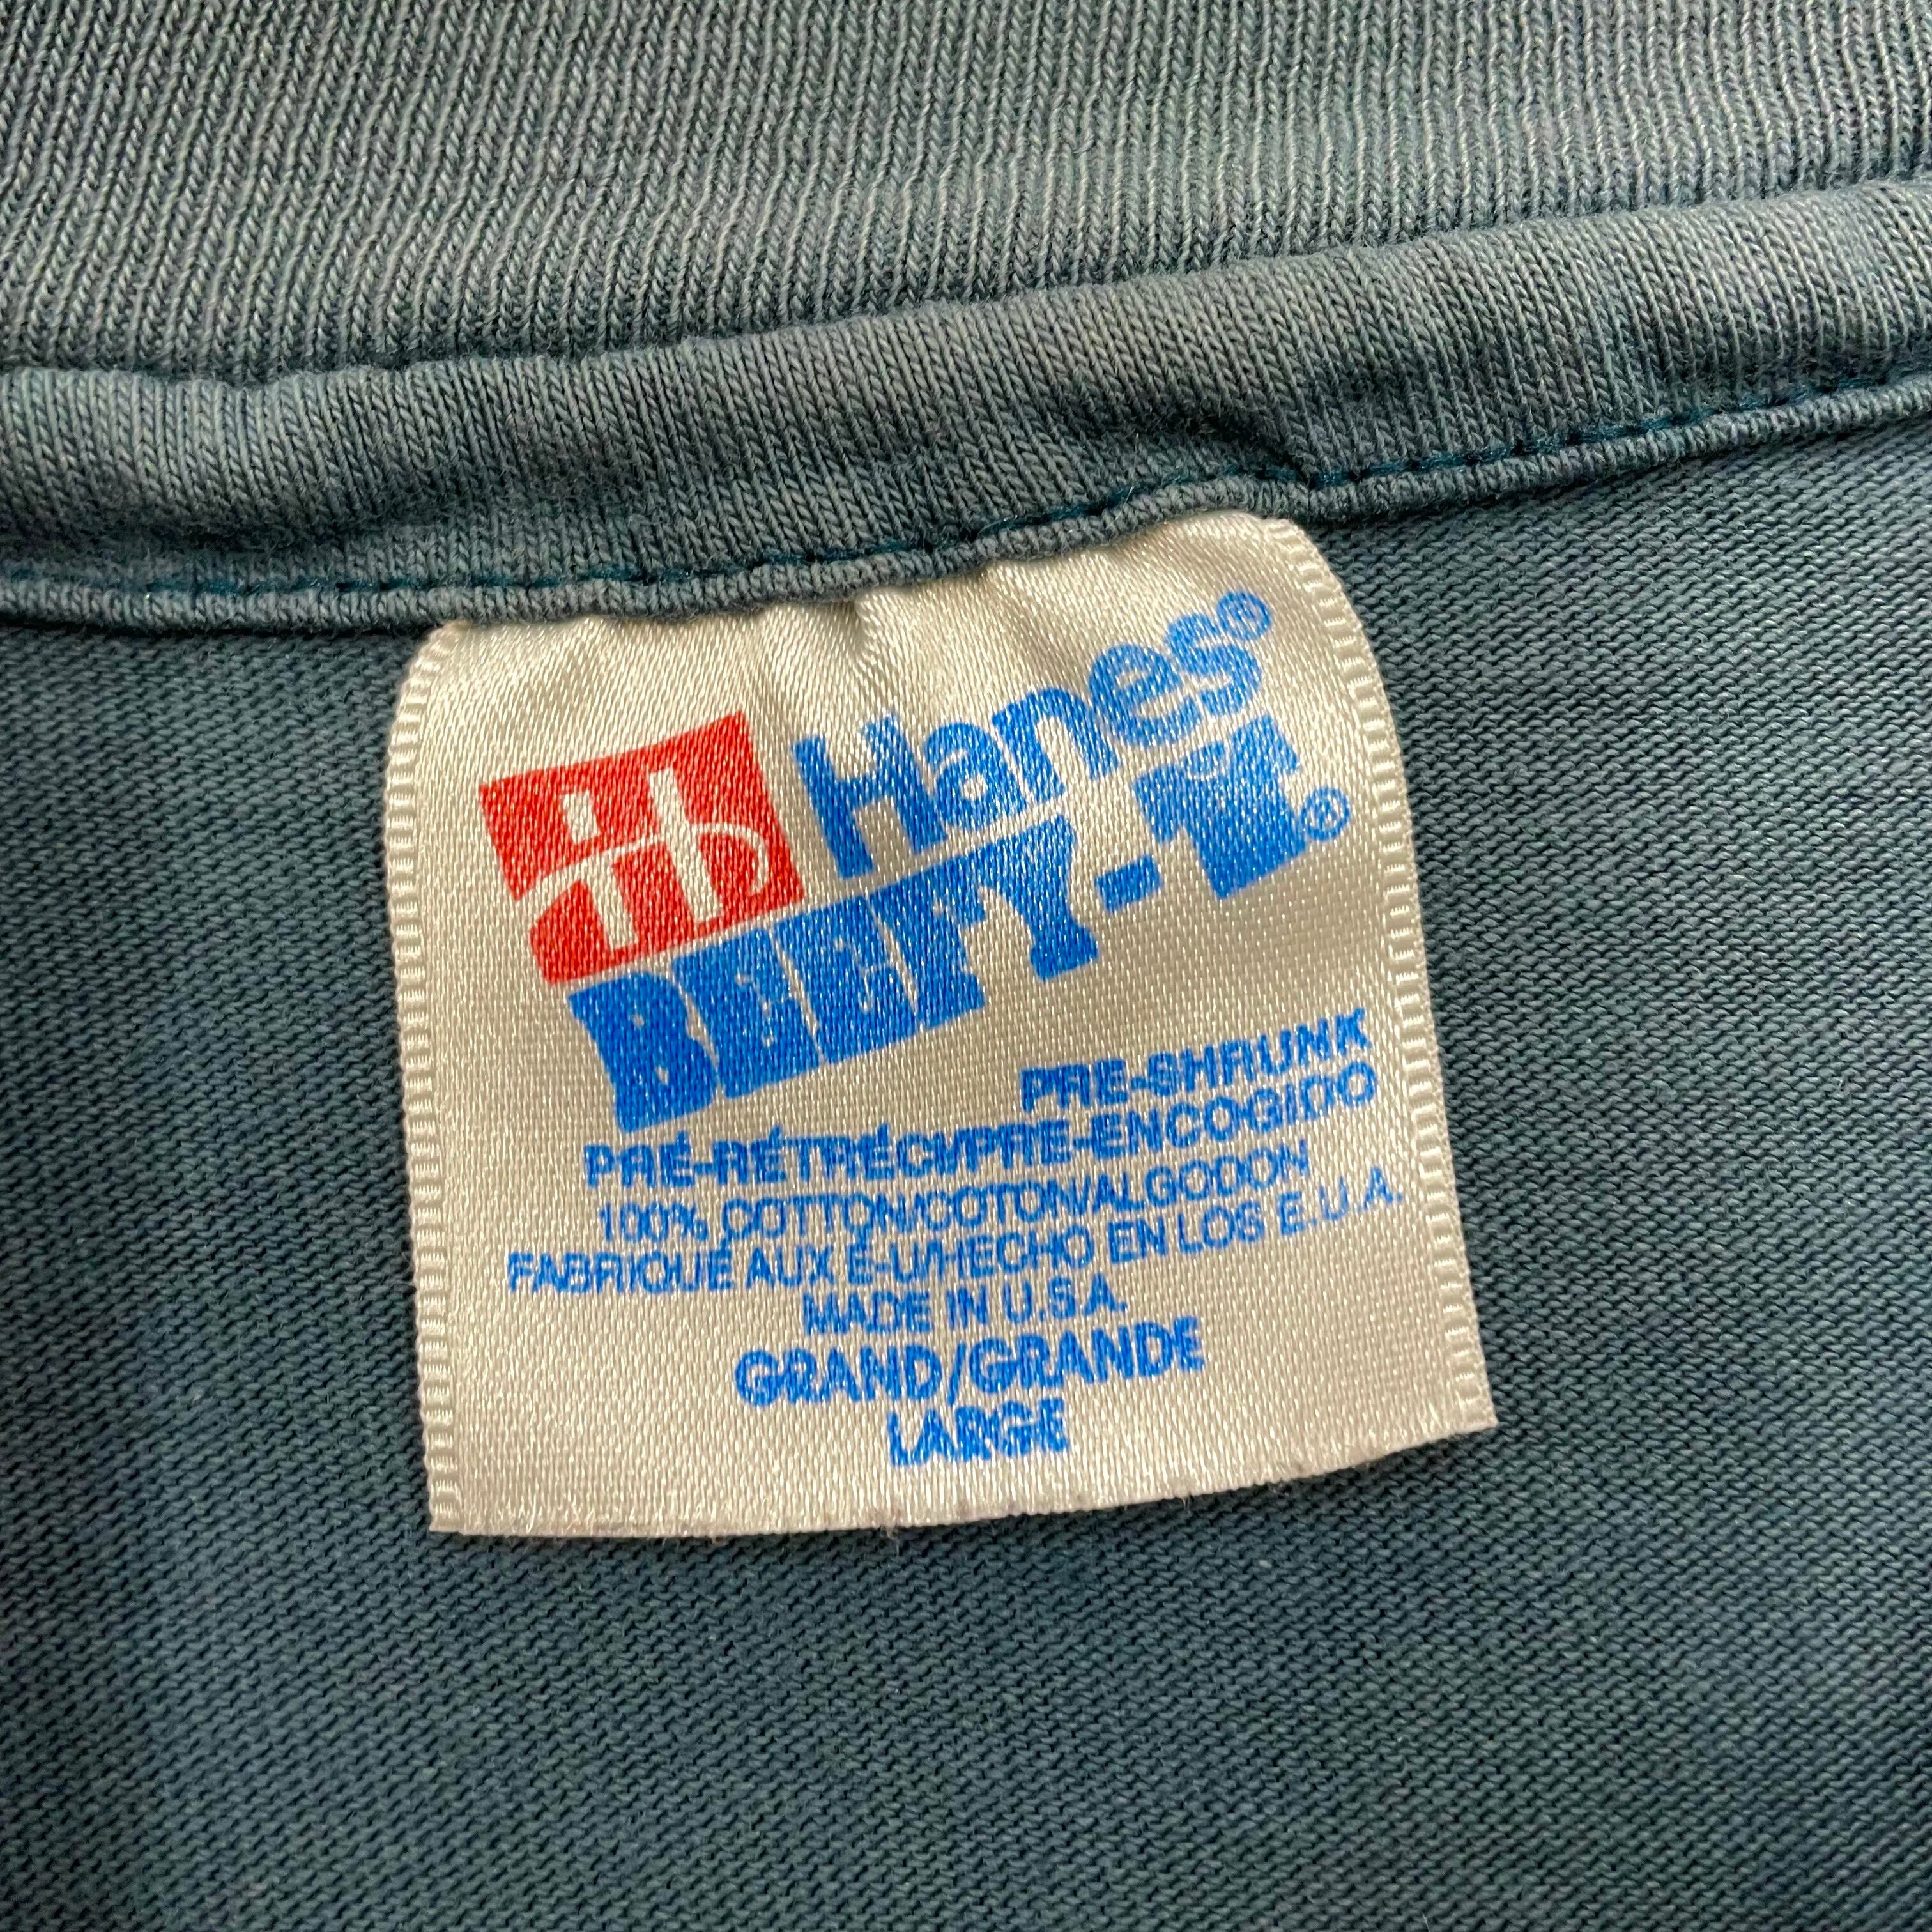 Hanes®
BEEFY-T®
PRE-SHRUNK
PRÉ-RÉTRÉCI/PRE-ENCOGIDO
100% COTTON/COTON/ALGODON
FABRIQUÉ AUX É-U/HECHO EN LOS E.U.A.
MADE IN U.S.A.
GRAND/GRANDE
LARGE